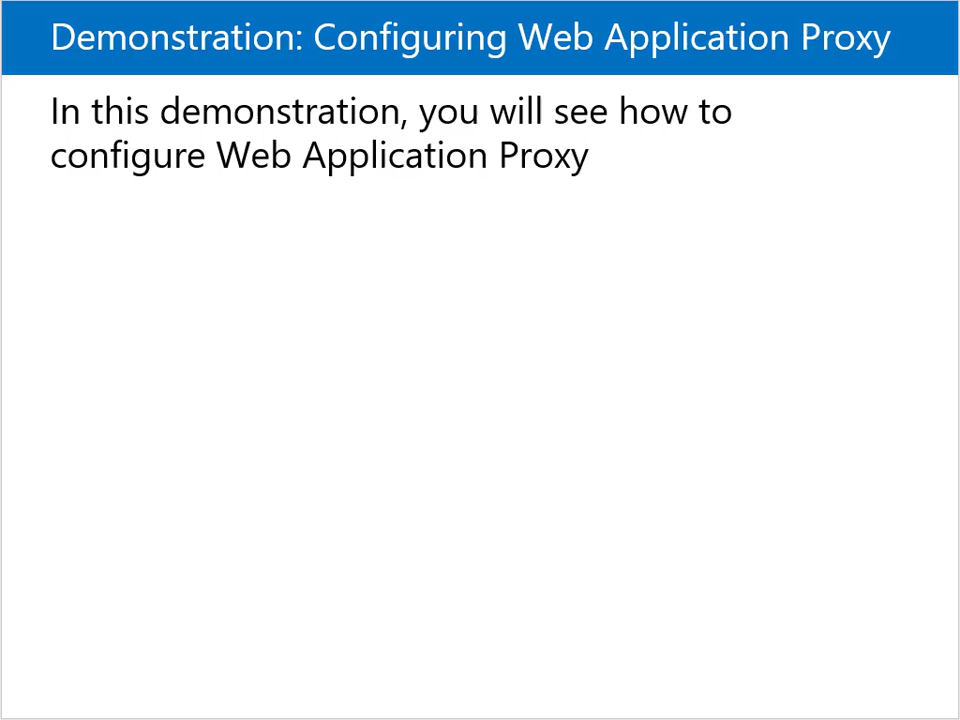 Demonstration: Configuring Web Application Proxy
In this demonstration, you will see how to
configure Web Application Proxy